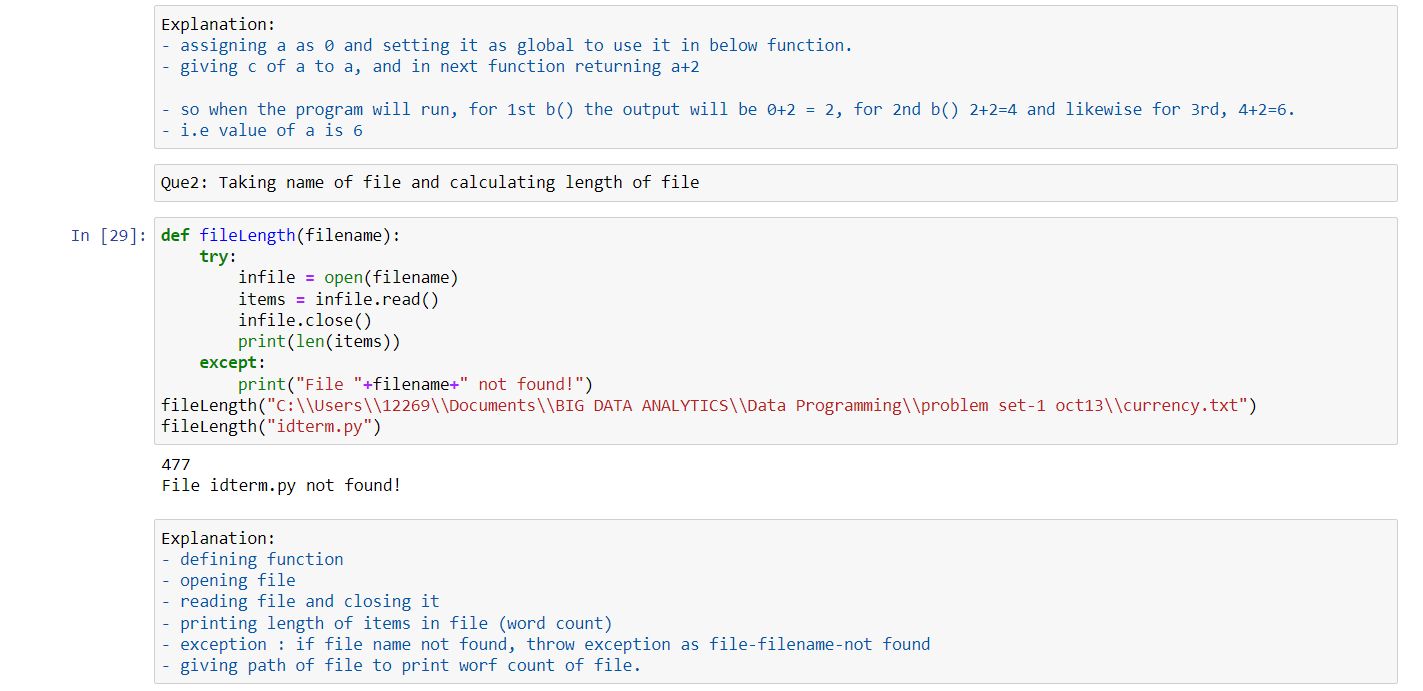 Explanation:
- assigning a as 0 and setting it as global to use it in below function.
- giving c of a to a, and in next function returning a+2
- so when the program will run, for 1st b() the output will be 0+2 = 2, for 2nd b() 2+2=4 and likewise for 3rd, 4+2=6.
- i.e value of a is 6
Que2: Taking name of file and calculating length of file
In [29]: def fileLength(filename):
    try:
        infile = open(filename)
        items = infile.read()
        infile.close()
        print(len(items))
    except:
        print("File "+filename+" not found!")
fileLength("C:\\Users\\12269\\Documents\\BIG DATA ANALYTICS\\Data Programming\\problem set-1 oct13\\currency.txt")
fileLength("idterm.py")
477
File idterm.py not found!
Explanation:
- defining function
- opening file
- reading file and closing it
- printing length of items in file (word count)
- exception : if file name not found, throw exception as file-filename-not found
- giving path of file to print worf count of file.